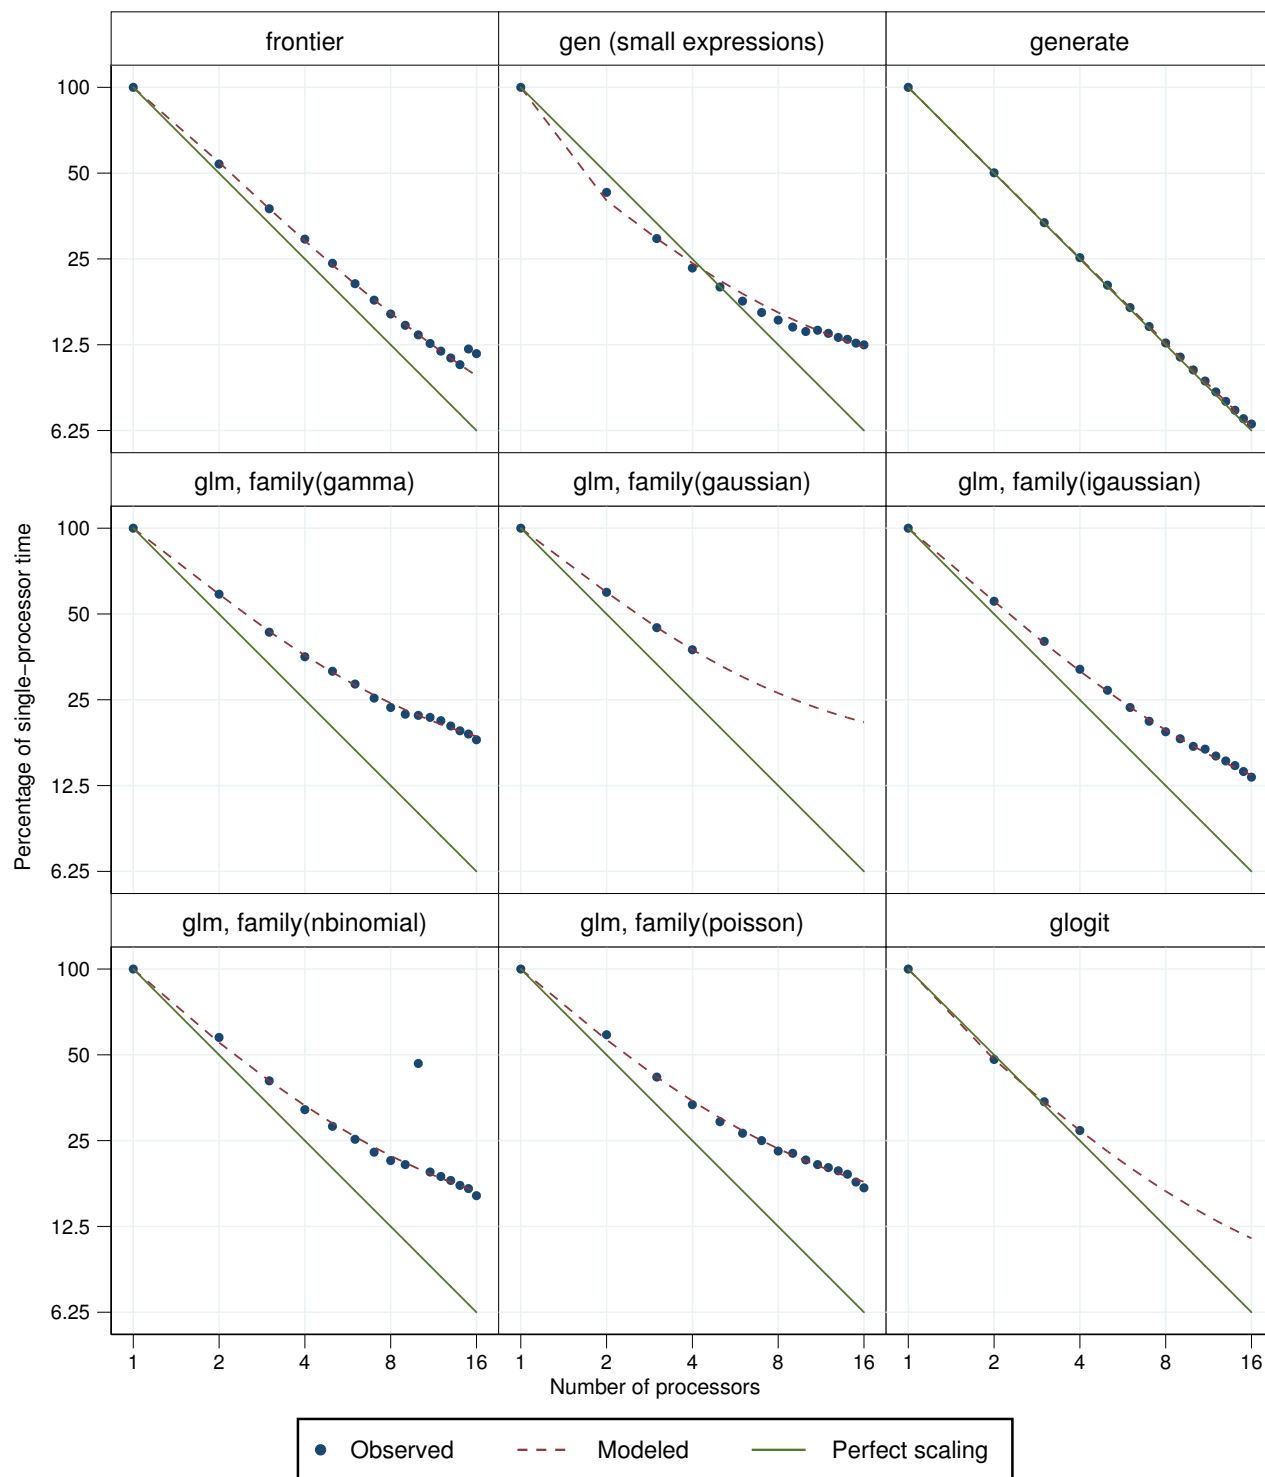 frontier
gen (small expressions)
generate
100
50
25
12.5
6.25
glm, family(gamma)
glm, family(gaussian)
glm, family(igaussian)
100
50
25
12.5
6.25
Percentage of single−processor time
glm, family(nbinomial)
glm, family(poisson)
glogit
100
50
25
12.5
6.25
1 2 4 8 16
1 2 4 8 16
1 2 4 8 16
Number of processors
Observed
Modeled
Perfect scaling